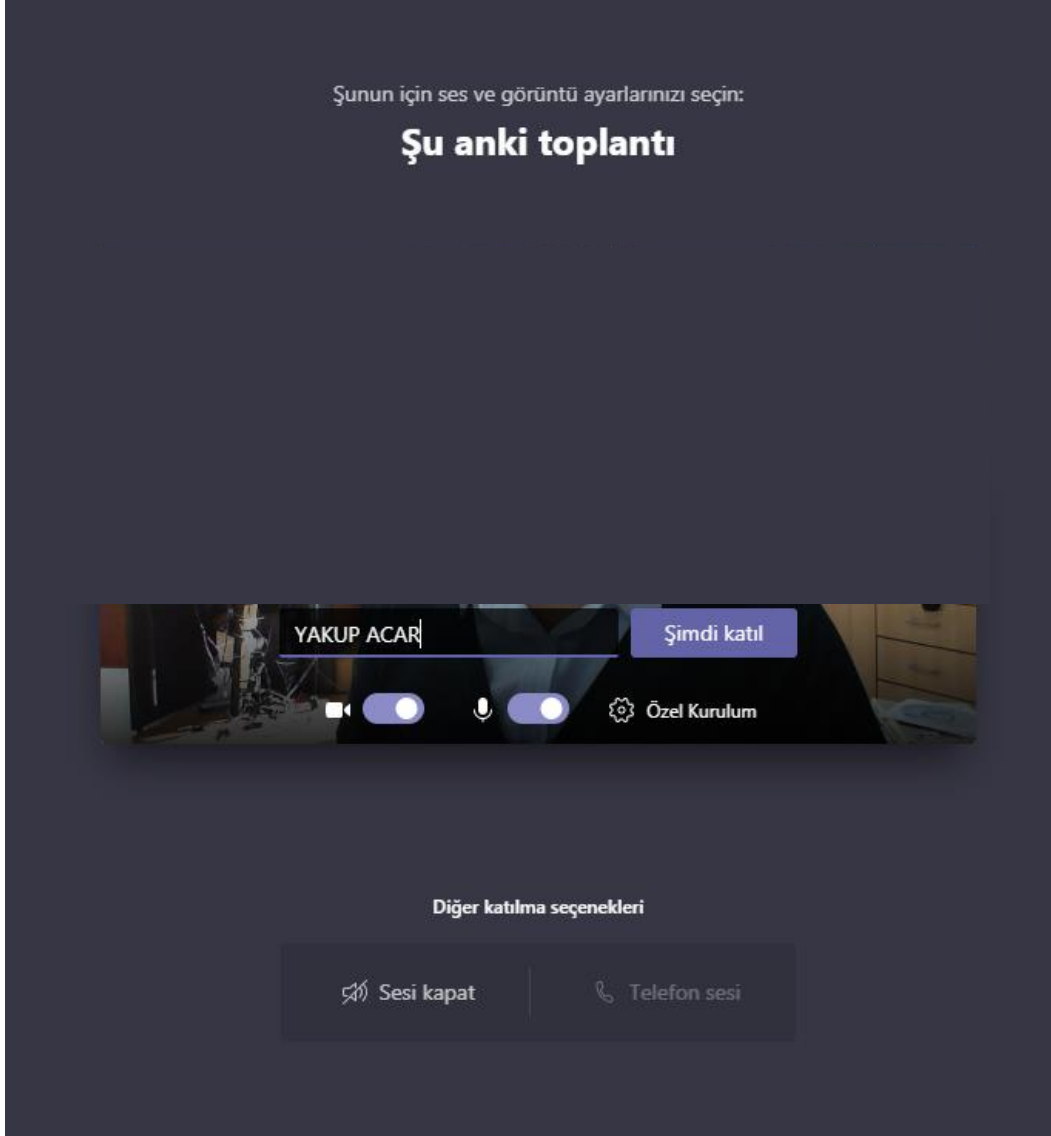 Şunun için ses ve görüntü ayarlarınızı seçin:
Şu anki toplantı
YAKUP ACAR
Şimdi katıl
Özel Kurulum
Diğer katılma seçenekleri
Sesi kapat
Telefon sesi